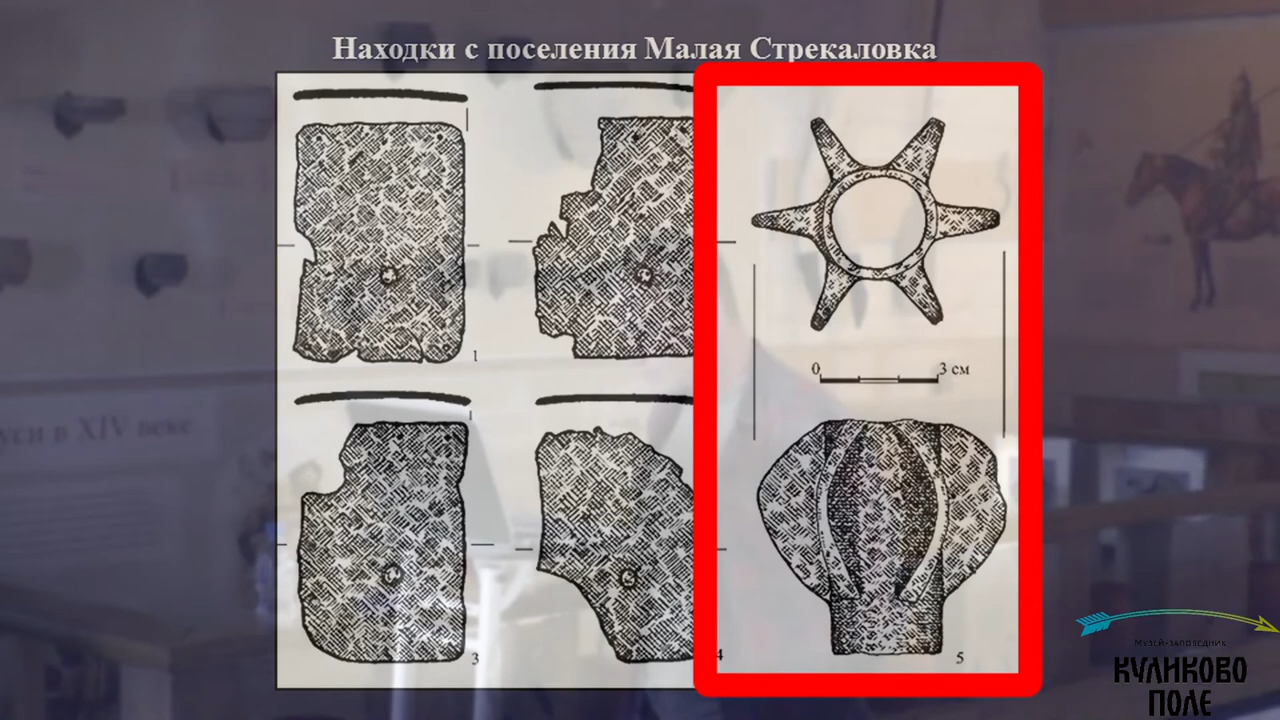 Находки с поселения Малая Стрекаловка
1
0 3 см
уси в XIV веке
3
4
5
МУЗЕЙ-ЗАПОВЕДНИК
КУЛИКОВО
ПОЛЕ